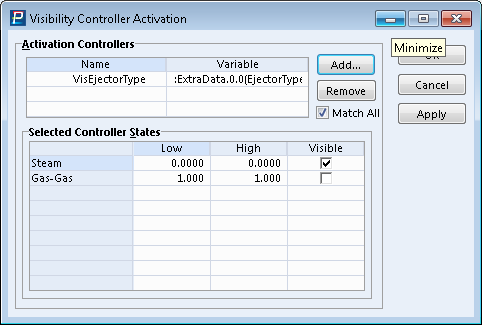 Visibility Controller Activation
Minimize
Activation Controllers
Name Variable
VisEjectorType :ExtraData.0.0(EjectorType
Add...
Remove
Match All
Cancel
Apply
Selected Controller States
Low High Visible
Steam 0.0000 0.0000
Gas-Gas 1.000 1.000